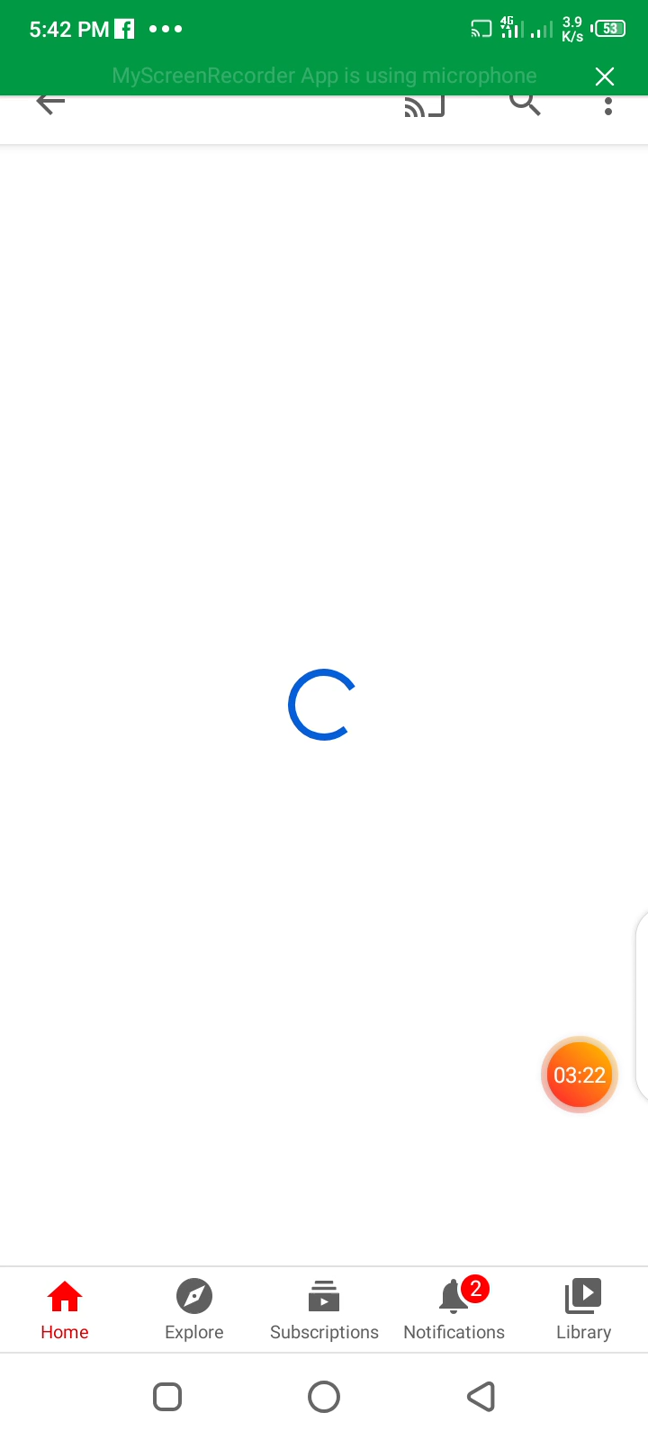 5:42 PM f ••• 4G 3.9 K/s 53
MyScreenRecorder App is using microphone
03:22
2
Home Explore Subscriptions Notifications Library